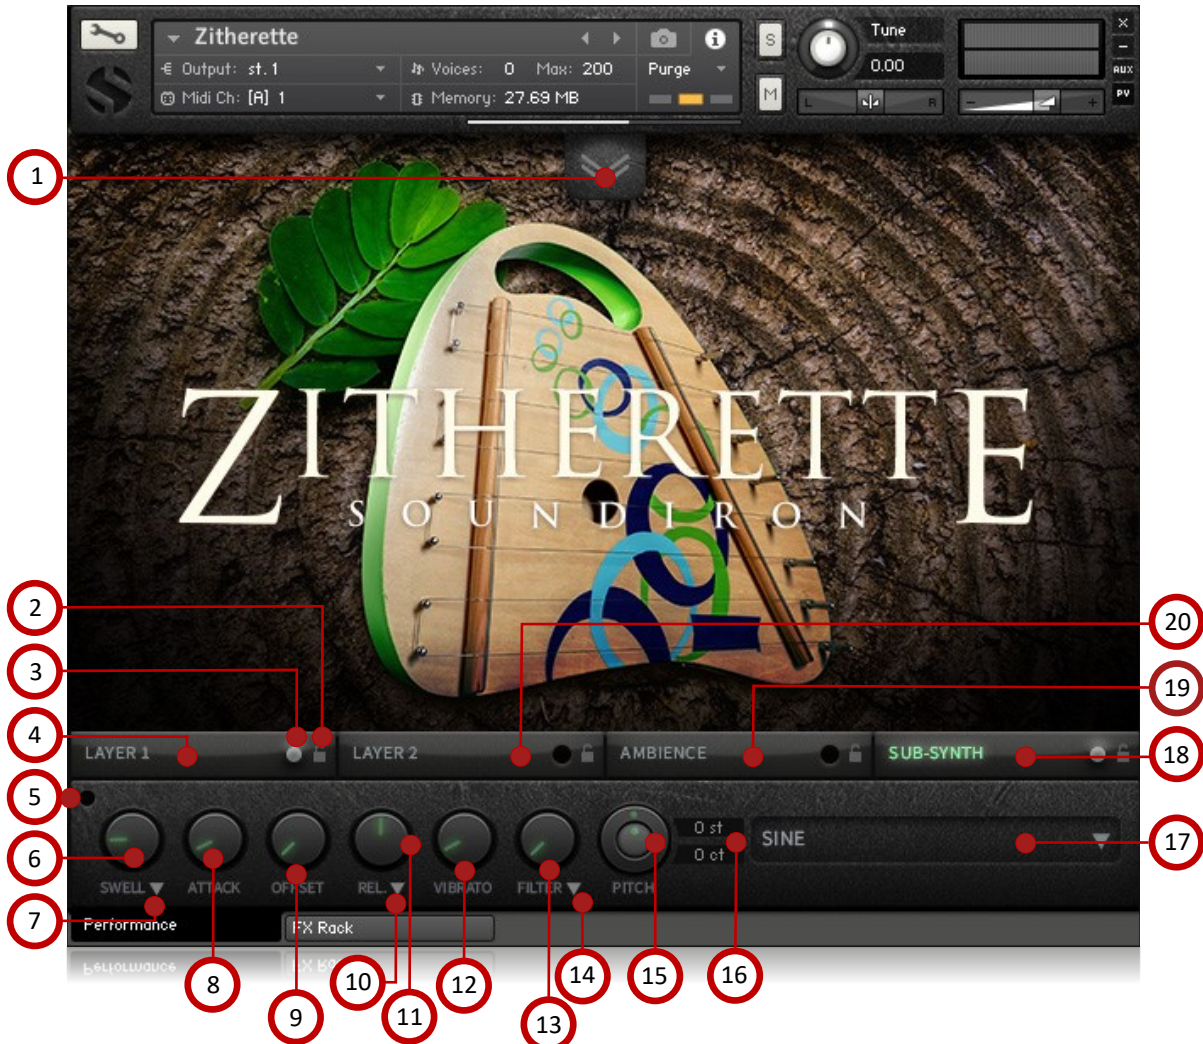 Zitherette
Output: st.1
Voices: 0 Max: 200
Purge
Midi Ch: [A] 1
Memory: 27.69 MB
S
M
Tune
0.00
L
R
-
+
x
-
AUX
PV
1
ZITHERETTE
SOUNDIRON
2
3
4
5
6
7
20
19
18
17
LAYER 1
LAYER 2
AMBIENCE
SUB-SYNTH
0 st
0 ct
SINE
SWELL
ATTACK
OFFSET
REL.
VIBRATO
FILTER
PITCH
Performance
FX Rack
8
9
10
11
12
13
14
15
16